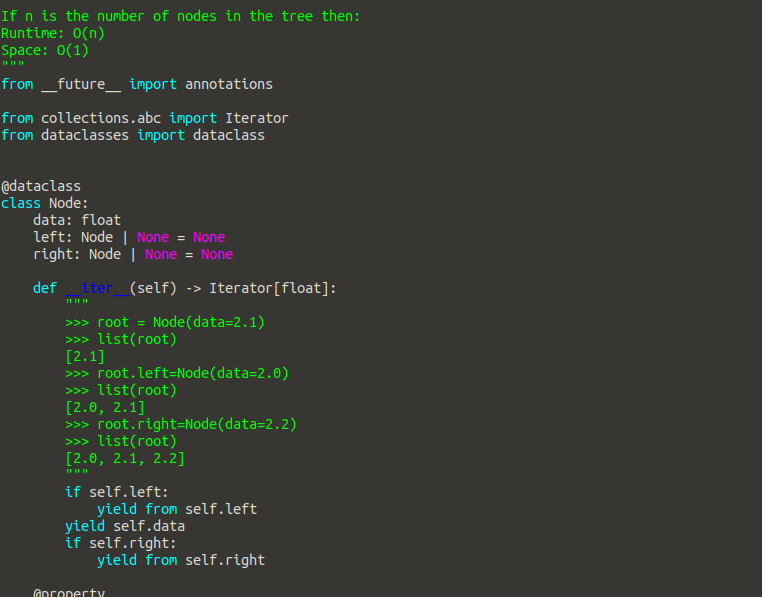 If n is the number of nodes in the tree then:
Runtime: O(n)
Space: O(1)
"""
from __future__ import annotations

from collections.abc import Iterator
from dataclasses import dataclass


@dataclass
class Node:
    data: float
    left: Node | None = None
    right: Node | None = None

    def __iter__(self) -> Iterator[float]:
        """
        >>> root = Node(data=2.1)
        >>> list(root)
        [2.1]
        >>> root.left=Node(data=2.0)
        >>> list(root)
        [2.0, 2.1]
        >>> root.right=Node(data=2.2)
        >>> list(root)
        [2.0, 2.1, 2.2]
        """
        if self.left:
            yield from self.left
        yield self.data
        if self.right:
            yield from self.right

    @property